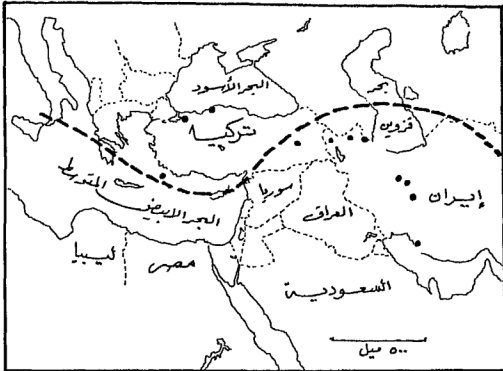 البحر الأسود
بحر
قزوين
تركيا
إيران
سوريا
العراق
البحر الأبيض المتوسط
ليبيا
مصر
السعودية
٥٠٠ ميل